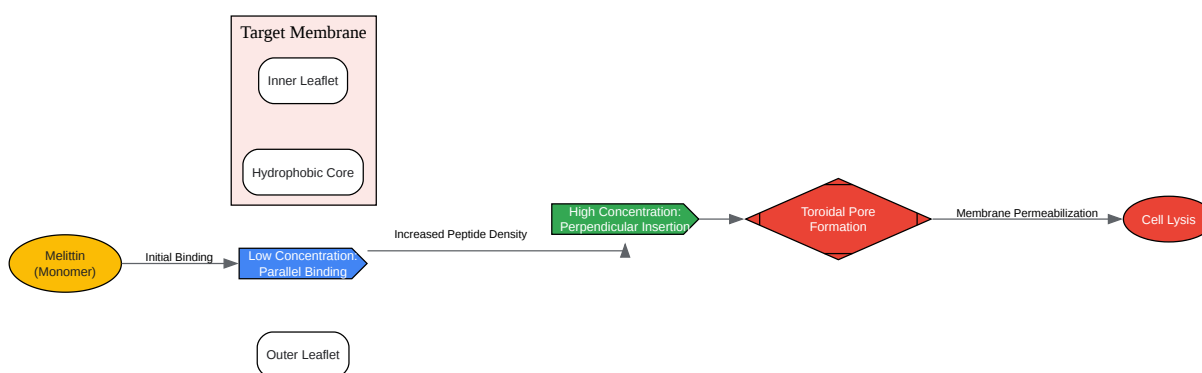 Target Membrane
Inner Leaflet
Hydrophobic Core
High Concentration:
Perpendicular Insertion
Toroidal Pore
Formation
Membrane Permeabilization
Cell Lysis
Increased Peptide Density
Melittin
(Monomer)
Initial Binding
Low Concentration:
Parallel Binding
Outer Leaflet